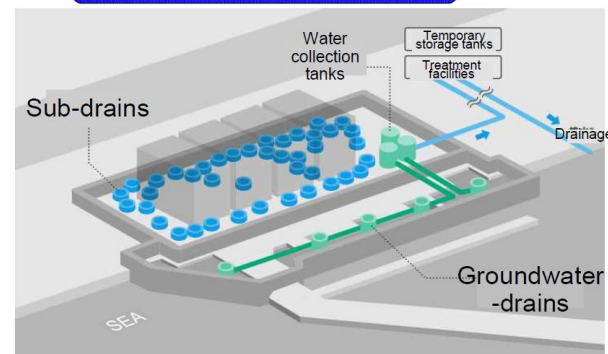 Temporary
storage tanks
Treatment
facilities
Water
collection
tanks
Sub-drains
Drainage
Groundwater
-drains
SEA